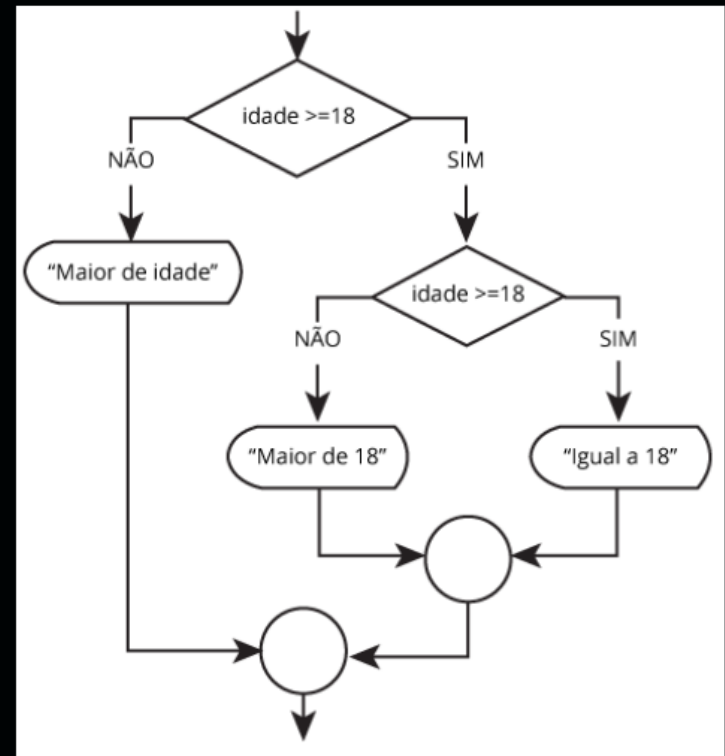 idade >=18
NÃO
SIM
“Maior de idade”
idade >=18
NÃO
SIM
“Maior de 18”
“Igual a 18”